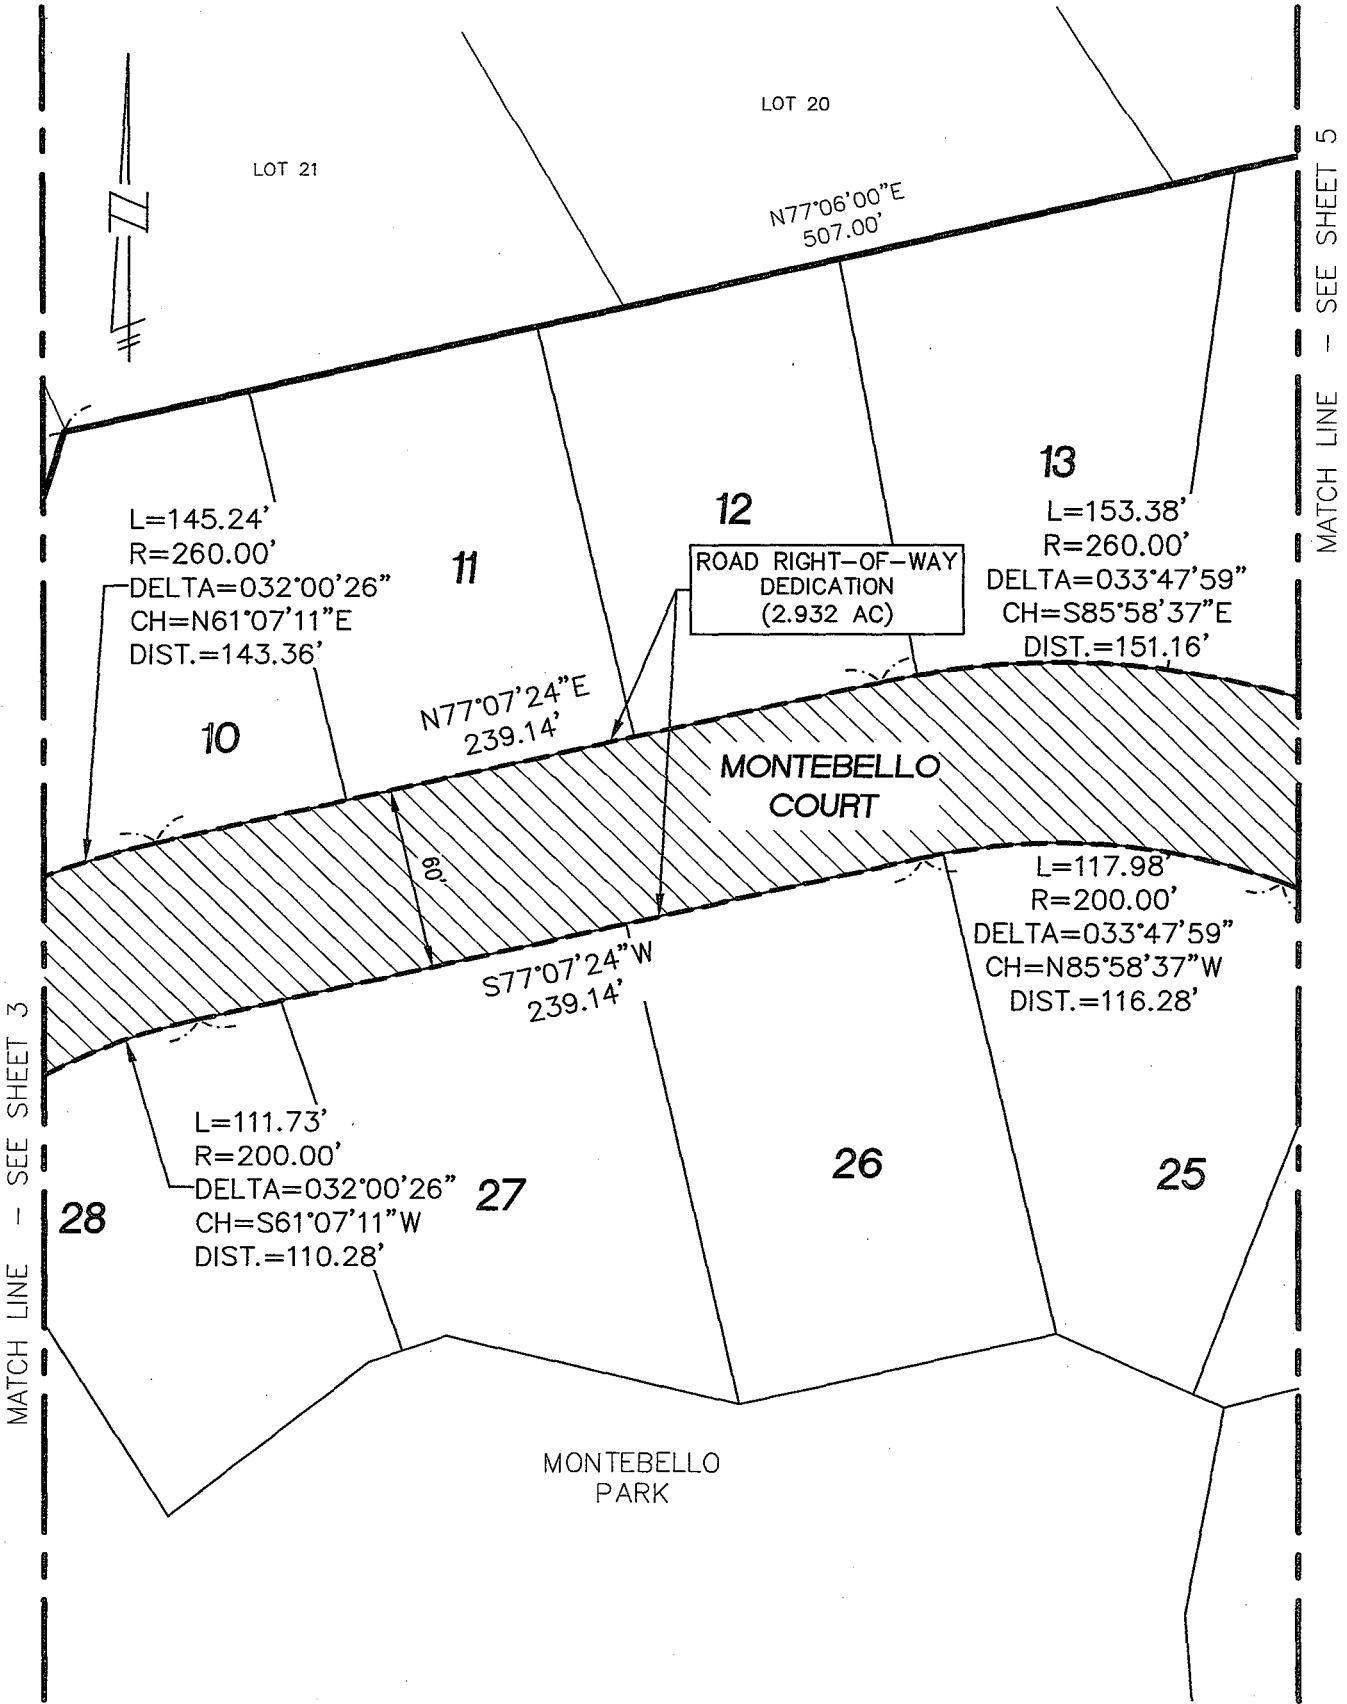 LOT 20
LOT 21
N77°06'00"E
507.00'
MATCH LINE - SEE SHEET 5
13
L=153.38'
R=260.00'
DELTA=033°47'59"
CH=S85°58'37"E
DIST.=151.16'
12
ROAD RIGHT-OF-WAY
DEDICATION
(2.932 AC)
L=145.24'
R=260.00'
DELTA=032°00'26"
CH=N61°07'11"E
DIST.=143.36'
11
10
N77°07'24"E
239.14'
MONTEBELLO
COURT
60'
L=117.98'
R=200.00'
DELTA=033°47'59"
CH=N85°58'37"W
DIST.=116.28'
S77°07'24"W
239.14'
MATCH LINE - SEE SHEET 3
L=111.73'
R=200.00'
DELTA=032°00'26"
CH=S61°07'11"W
DIST.=110.28'
28
27
26
25
MONTEBELLO
PARK